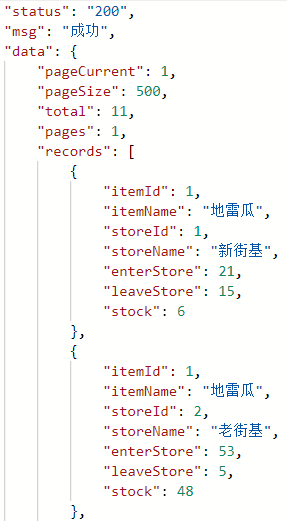 "status": "200",
"msg": "成功",
"data": {
"pageCurrent": 1,
"pageSize": 500,
"total": 11,
"pages": 1,
"records": [
{
"itemId": 1,
"itemName": "地雷瓜",
"storeId": 1,
"storeName": "新街基",
"enterStore": 21,
"leaveStore": 15,
"stock": 6
},
{
"itemId": 1,
"itemName": "地雷瓜",
"storeId": 2,
"storeName": "老街基",
"enterStore": 53,
"leaveStore": 5,
"stock": 48
},